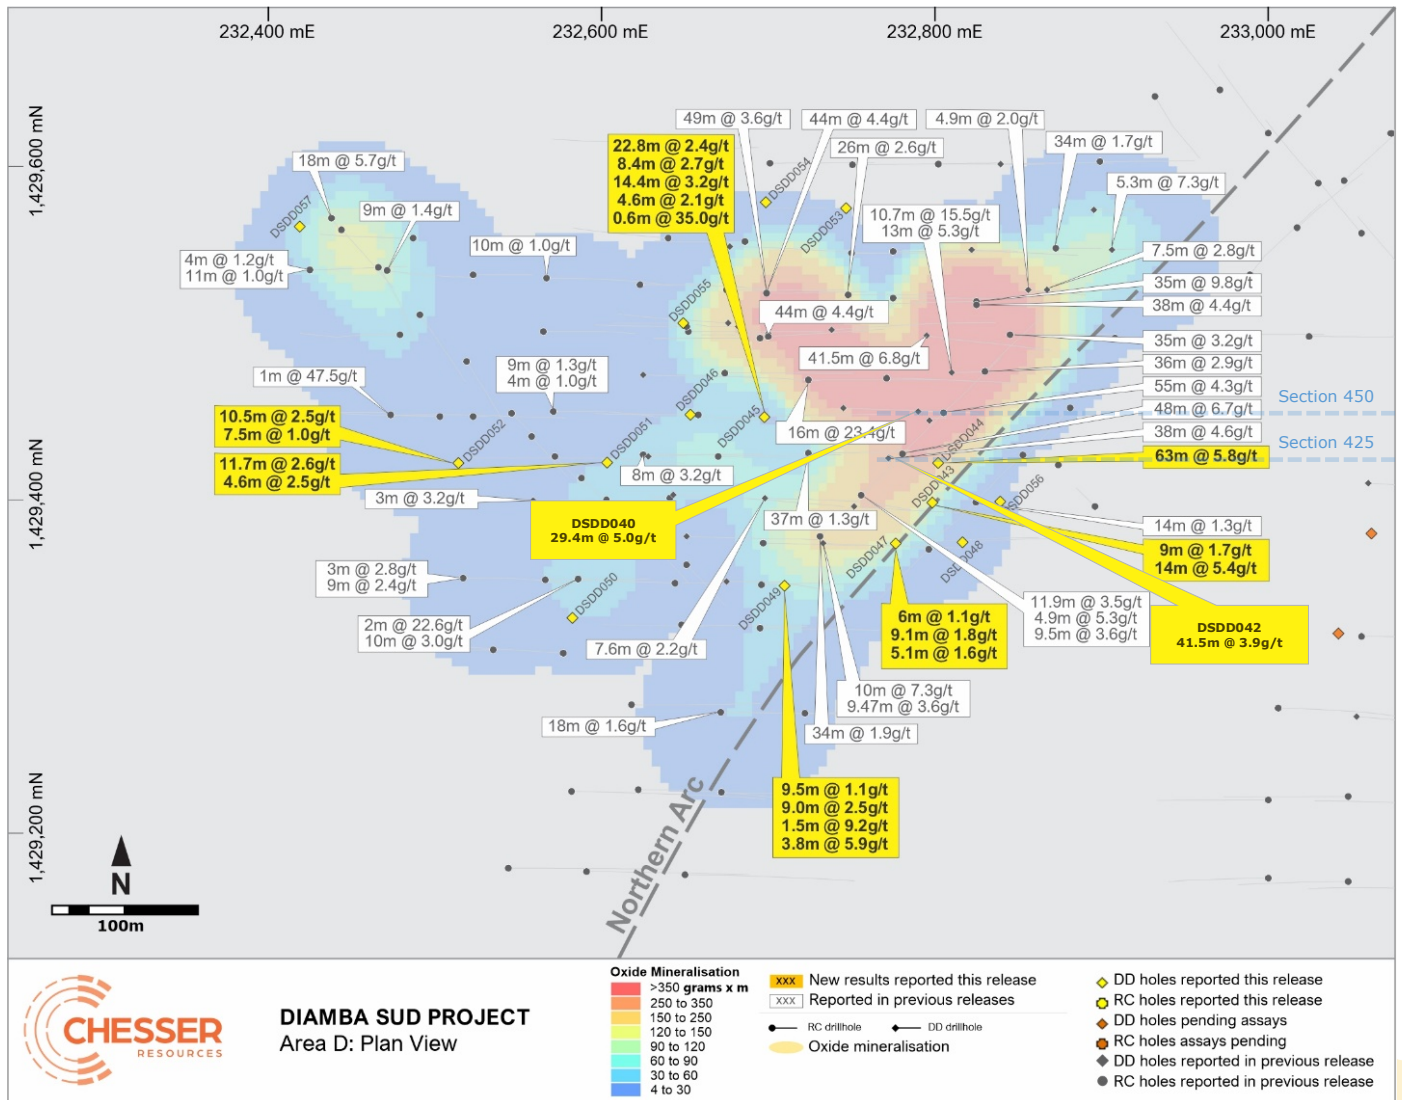 232,400 mE
232,600 mE
232,800 mE
233,000 mE
1,429,600 mN
1,429,400 mN
1,429,200 mN
49m @ 3.6g/t
44m @ 4.4g/t
4.9m @ 2.0g/t
34m @ 1.7g/t
22.8m @ 2.4g/t
8.4m @ 2.7g/t
14.4m @ 3.2g/t
4.6m @ 2.1g/t
0.6m @ 35.0g/t
26m @ 2.6g/t
18m @ 5.7g/t
5.3m @ 7.3g/t
DSDD054
DSDD057
DSDD053
9m @ 1.4g/t
10.7m @ 15.5g/t
13m @ 5.3g/t
10m @ 1.0g/t
7.5m @ 2.8g/t
4m @ 1.2g/t
11m @ 1.0g/t
35m @ 9.8g/t
38m @ 4.4g/t
DSDD055
44m @ 4.4g/t
35m @ 3.2g/t
41.5m @ 6.8g/t
36m @ 2.9g/t
9m @ 1.3g/t
4m @ 1.0g/t
1m @ 47.5g/t
DSDD046
55m @ 4.3g/t
Section 450
48m @ 6.7g/t
10.5m @ 2.5g/t
7.5m @ 1.0g/t
DSDD052
DSDD051
DSDD045
16m @ 23.4g/t
38m @ 4.6g/t
Section 425
DSDD044
63m @ 5.8g/t
11.7m @ 2.6g/t
4.6m @ 2.5g/t
8m @ 3.2g/t
DSDD043
DSDD056
3m @ 3.2g/t
DSDD040
29.4m @ 5.0g/t
37m @ 1.3g/t
14m @ 1.3g/t
DSDD047
DSDD048
9m @ 1.7g/t
14m @ 5.4g/t
3m @ 2.8g/t
9m @ 2.4g/t
DSDD050
DSDD049
6m @ 1.1g/t
9.1m @ 1.8g/t
5.1m @ 1.6g/t
11.9m @ 3.5g/t
4.9m @ 5.3g/t
9.5m @ 3.6g/t
DSDD042
41.5m @ 3.9g/t
2m @ 22.6g/t
10m @ 3.0g/t
7.6m @ 2.2g/t
10m @ 7.3g/t
9.47m @ 3.6g/t
18m @ 1.6g/t
34m @ 1.9g/t
9.5m @ 1.1g/t
9.0m @ 2.5g/t
1.5m @ 9.2g/t
3.8m @ 5.9g/t
Northern Arc
N
100m
CHESSER
RESOURCES
DIAMBA SUD PROJECT
Area D: Plan View
Oxide Mineralisation
>350 grams x m
250 to 350
150 to 250
120 to 150
90 to 120
60 to 90
30 to 60
4 to 30
XXX New results reported this release
XXX Reported in previous releases
RC drillhole
DD drillhole
Oxide mineralisation
DD holes reported this release
RC holes reported this release
DD holes pending assays
RC holes assays pending
DD holes reported in previous release
RC holes reported in previous release